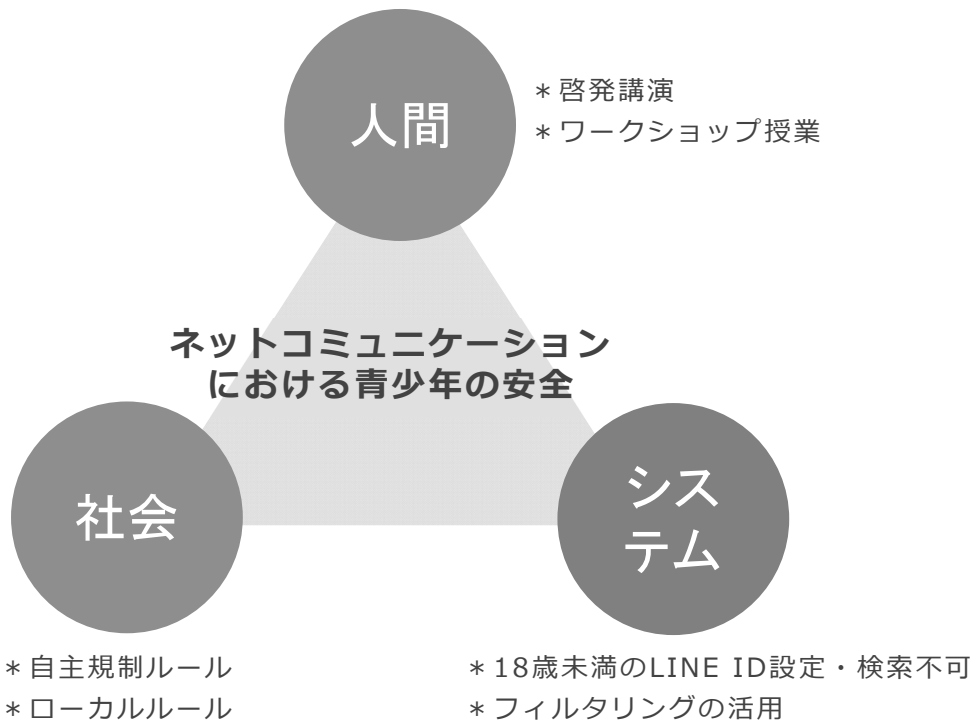 人間
＊啓発講演
＊ワークショップ授業
ネットコミュニケーション
における青少年の安全
社会
シス
テム
＊自主規制ルール
＊ローカルルール
＊18歳未満のLINE ID設定・検索不可
＊フィルタリングの活用